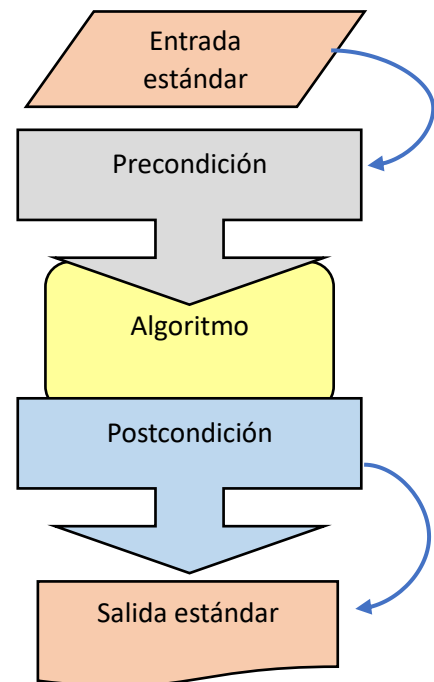 Entrada
estándar
Precondición
Algoritmo
Postcondición
Salida estándar